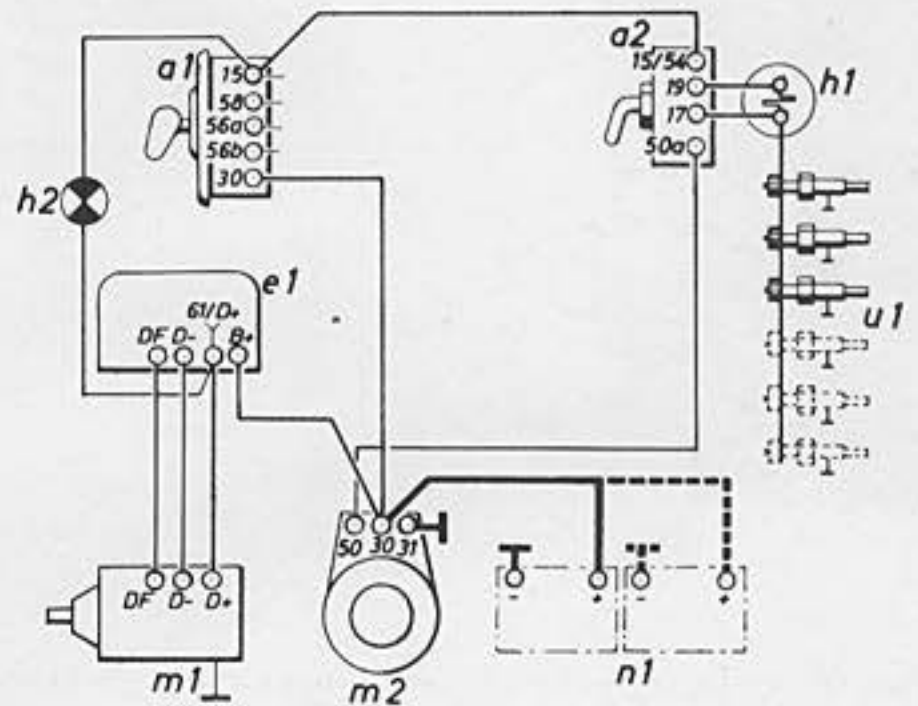 a1
15
58
56a
56b
30
a2
15/54
19
17
50a
h1
h2
e1
61/D+
DF D- B+
u1
50 30 31
- + - +
DF D- D+
m1
m2
n1